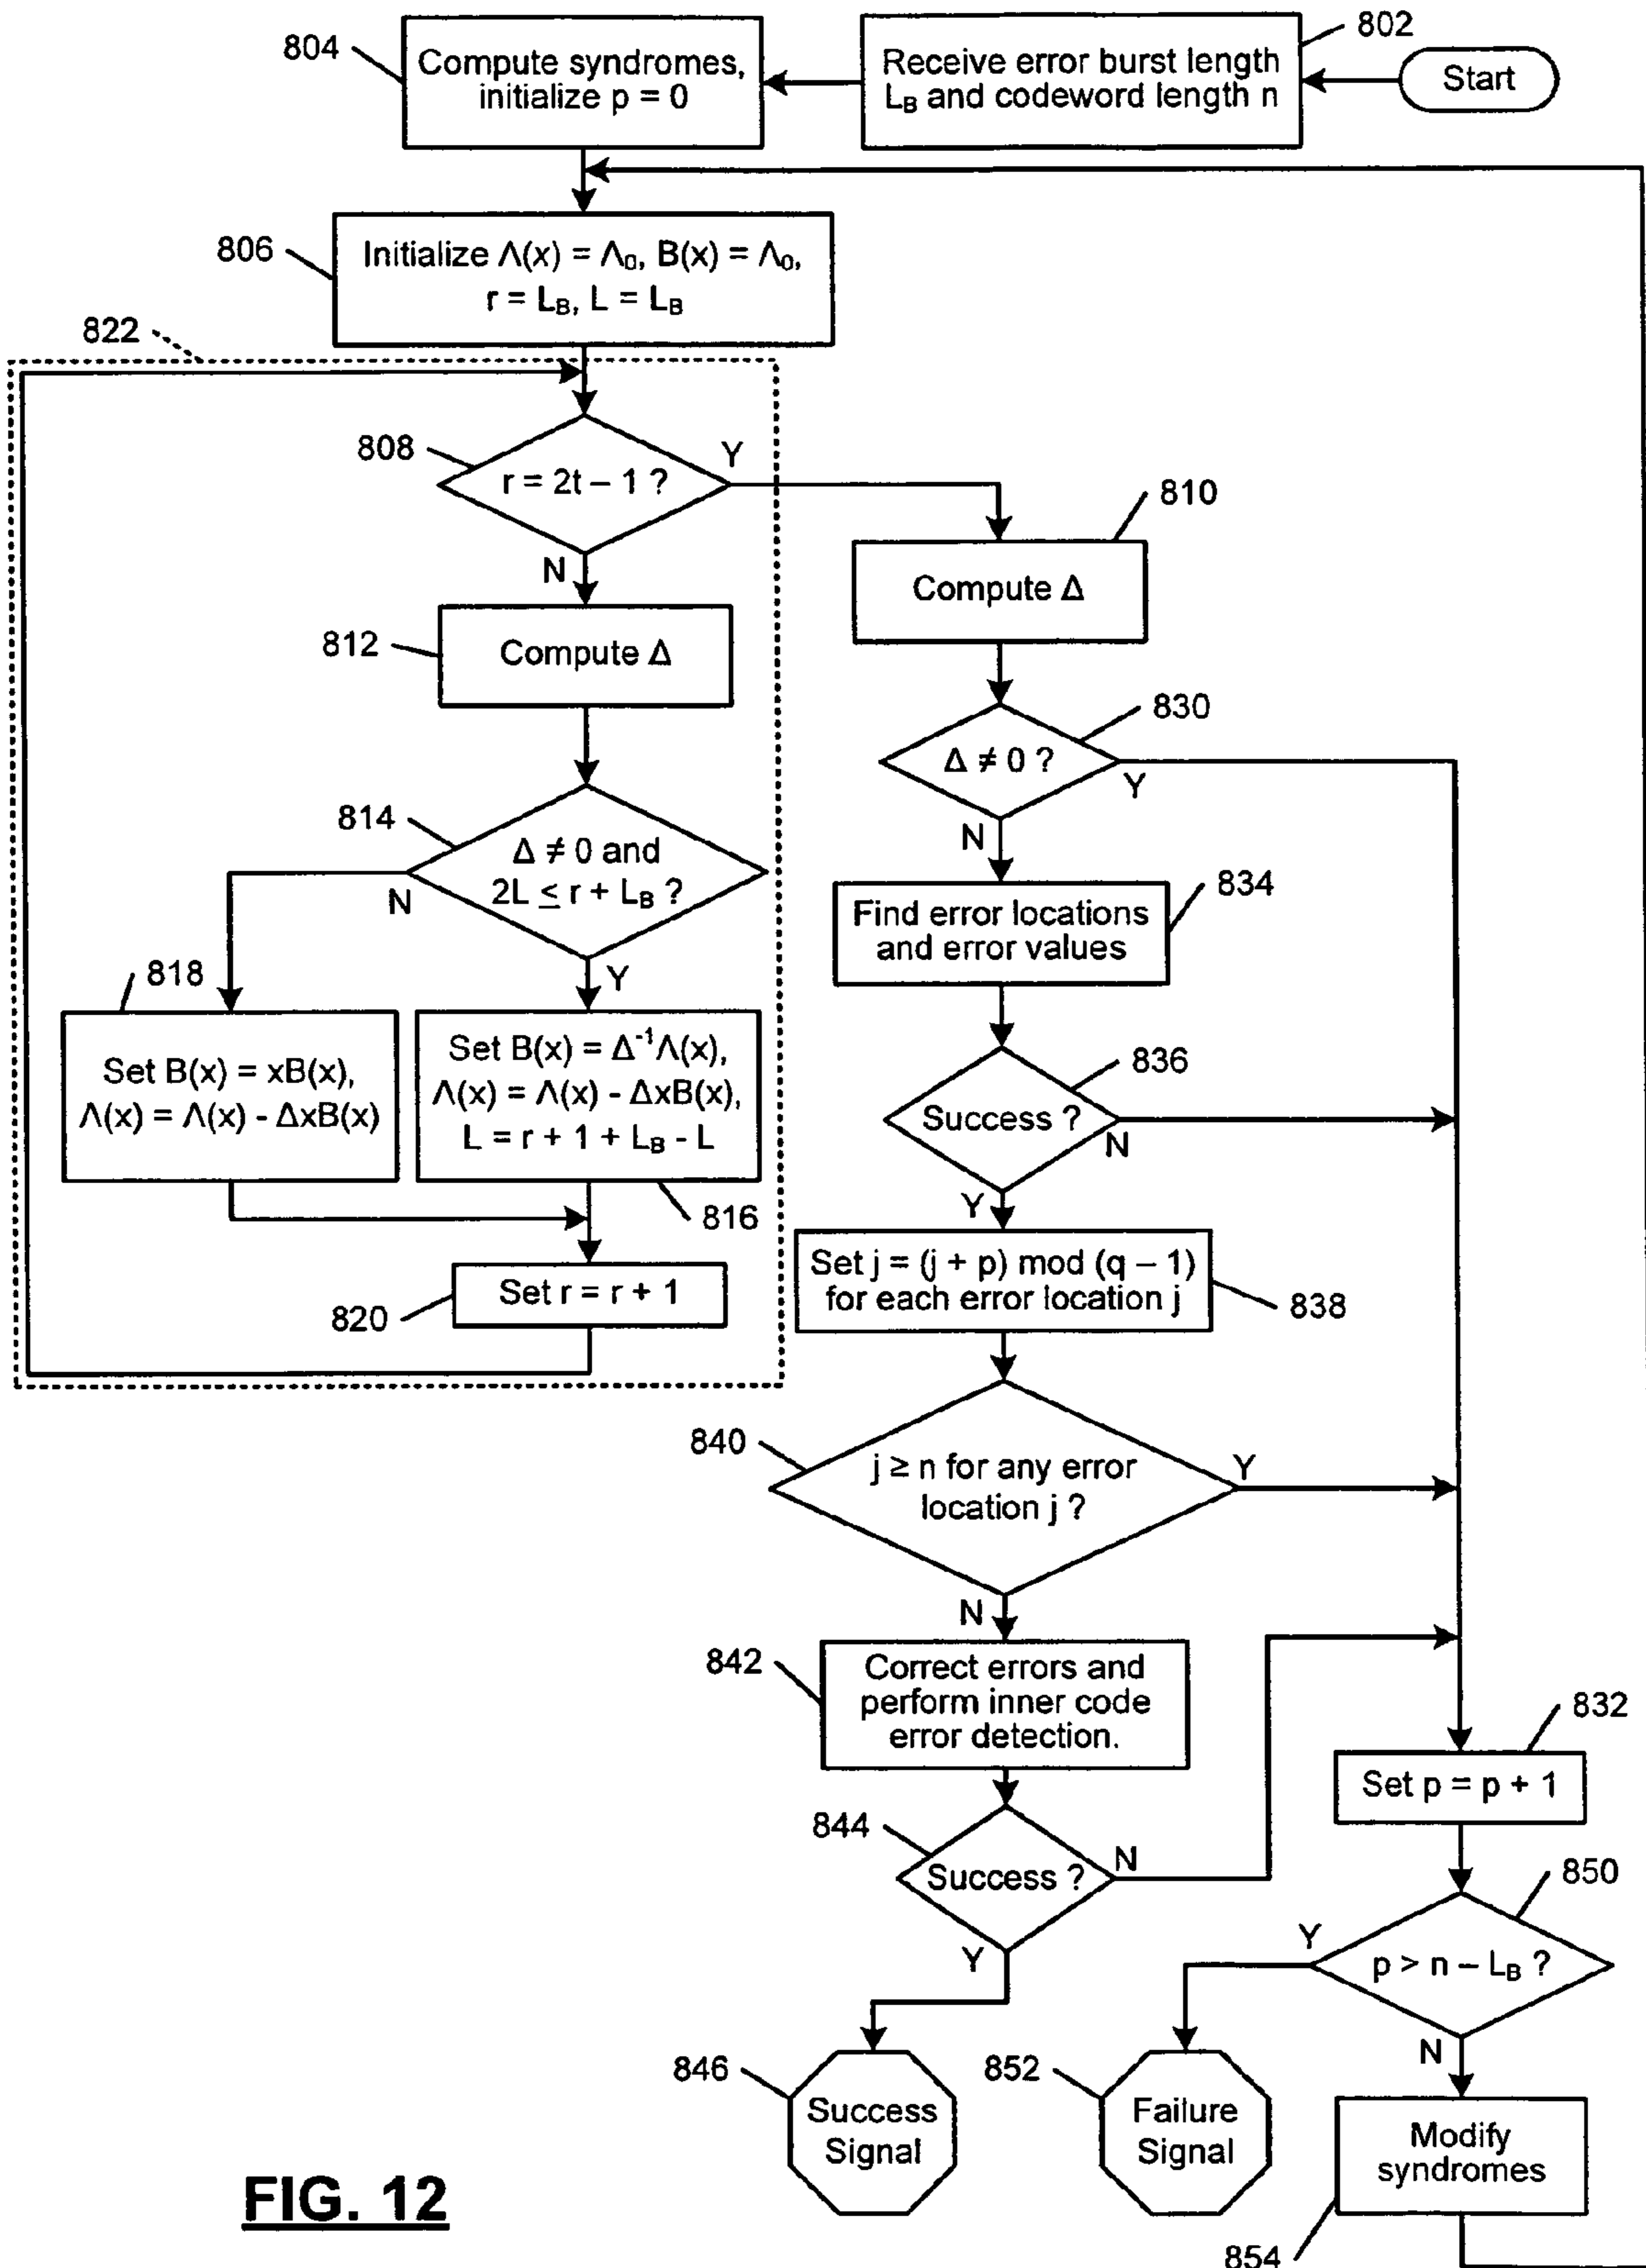 804
Compute syndromes,
initialize p = 0
802
Receive error burst length
L_B and codeword length n
Start
806
Initialize Λ(x) = Λ₀, B(x) = Λ₀,
r = L_B, L = L_B
822
808
r = 2t – 1 ?
Y
N
810
Compute Δ
812
Compute Δ
830
Δ ≠ 0 ?
Y
N
814
Δ ≠ 0 and
2L ≤ r + L_B ?
N
Y
834
Find error locations
and error values
818
Set B(x) = xB(x),
Λ(x) = Λ(x) - ΔxB(x)
Set B(x) = Δ⁻¹Λ(x),
Λ(x) = Λ(x) - ΔxB(x),
L = r + 1 + L_B - L
816
836
Success ?
N
Y
820
Set r = r + 1
Set j = (j + p) mod (q – 1)
for each error location j
838
840
j ≥ n for any error
location j ?
Y
N
842
Correct errors and
perform inner code
error detection.
832
Set p = p + 1
844
Success ?
N
Y
850
p > n – L_B ?
Y
N
846
Success
Signal
852
Failure
Signal
Modify
syndromes
854
FIG. 12